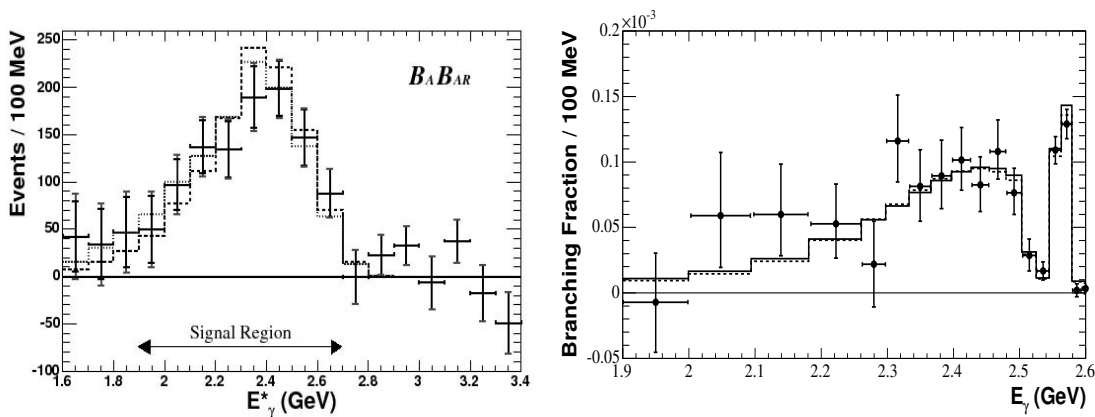 Events / 100 MeV
250
200
150
100
50
0
-50
-100
BABAR
Signal Region
1.6 1.8 2 2.2 2.4 2.6 2.8 3 3.2 3.4
E*γ (GeV)
Branching Fraction / 100 MeV
0.2×10⁻³
0.15
0.1
0.05
0
-0.05
1.9 2 2.1 2.2 2.3 2.4 2.5 2.6
Eγ (GeV)